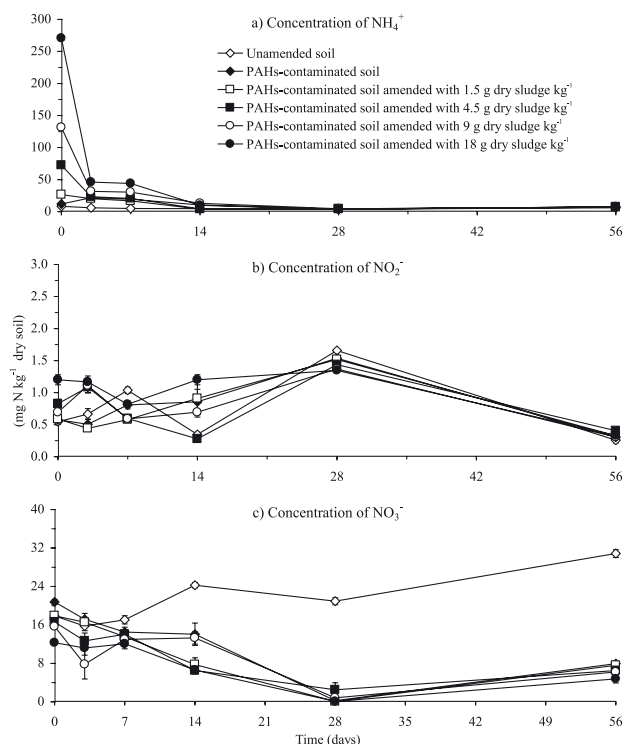 a) Concentration of NH₄⁺
300
250
200
150
100
50
0
Unamended soil
PAHs-contaminated soil
PAHs-contaminated soil amended with 1.5 g dry sludge kg⁻¹
PAHs-contaminated soil amended with 4.5 g dry sludge kg⁻¹
PAHs-contaminated soil amended with 9 g dry sludge kg⁻¹
PAHs-contaminated soil amended with 18 g dry sludge kg⁻¹
0 14 28 42 56
b) Concentration of NO₂⁻
(mg N kg⁻¹ dry soil)
3.0
2.5
2.0
1.5
1.0
0.5
0.0
0 14 28 42 56
c) Concentration of NO₃⁻
40
32
24
16
8
0
0 7 14 21 28 35 42 49 56
Time (days)